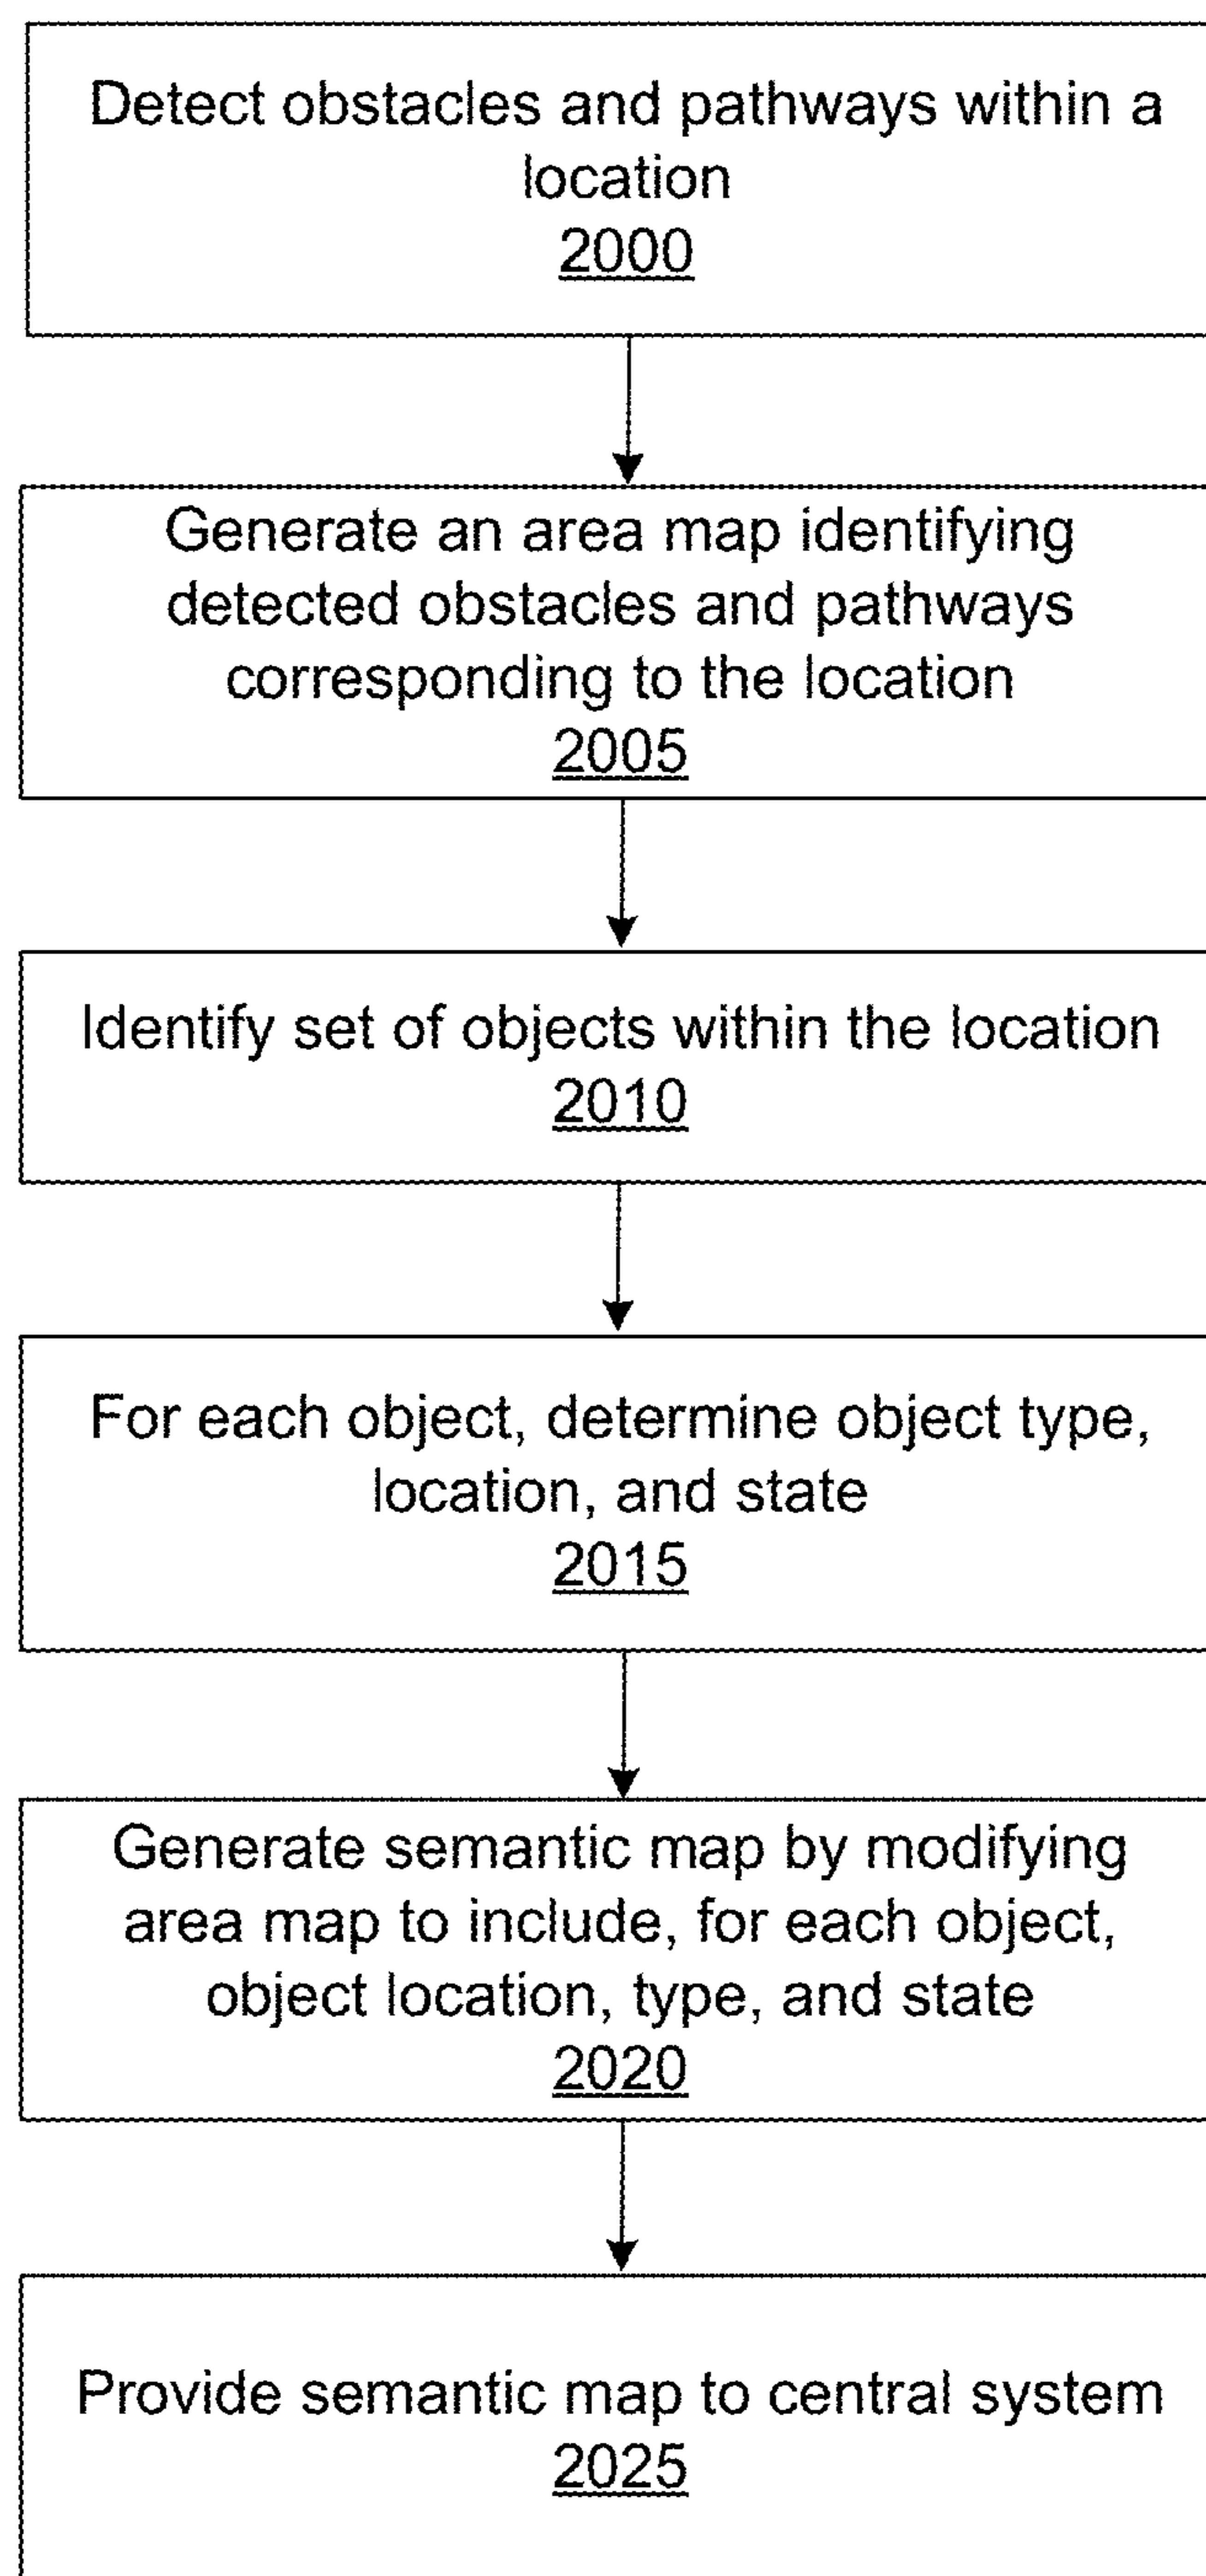 Detect obstacles and pathways within a
location
2000
Generate an area map identifying
detected obstacles and pathways
corresponding to the location
2005
Identify set of objects within the location
2010
For each object, determine object type,
location, and state
2015
Generate semantic map by modifying
area map to include, for each object,
object location, type, and state
2020
Provide semantic map to central system
2025